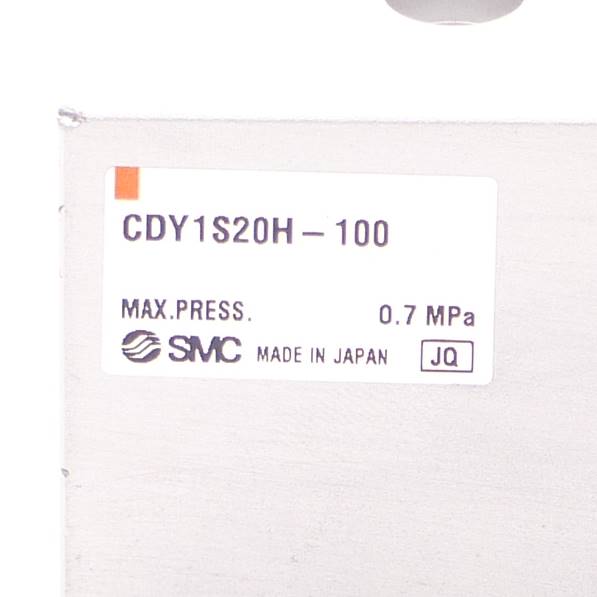 CDY1S20H – 100
MAX.PRESS. 0.7 MPa
SMC MADE IN JAPAN JQ